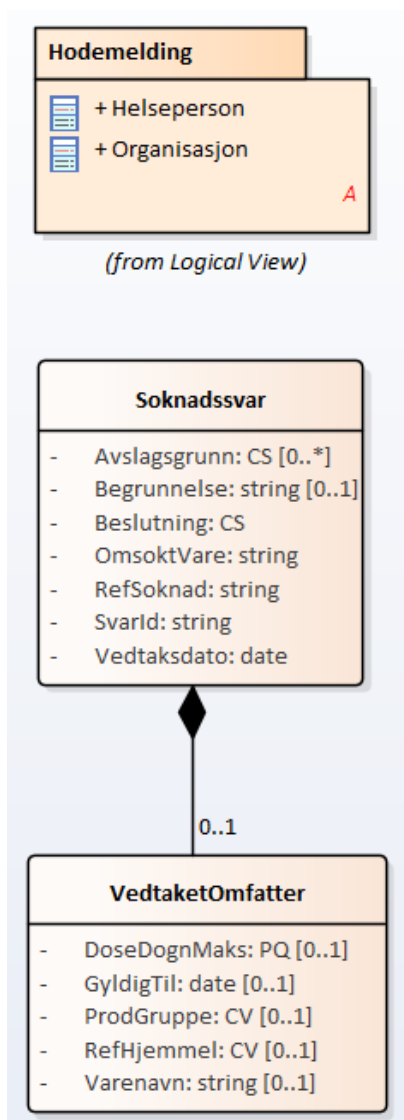 Hodemelding
+ Helseperson
+ Organisasjon
A
(from Logical View)
Soknadssvar
- Avslagsgrunn: CS [0..*]
- Begrunnelse: string [0..1]
- Beslutning: CS
- OmsoktVare: string
- RefSoknad: string
- SvarId: string
- Vedtaksdato: date
0..1
VedtaketOmfatter
- DoseDognMaks: PQ [0..1]
- GyldigTil: date [0..1]
- ProdGruppe: CV [0..1]
- RefHjemmel: CV [0..1]
- Varenavn: string [0..1]